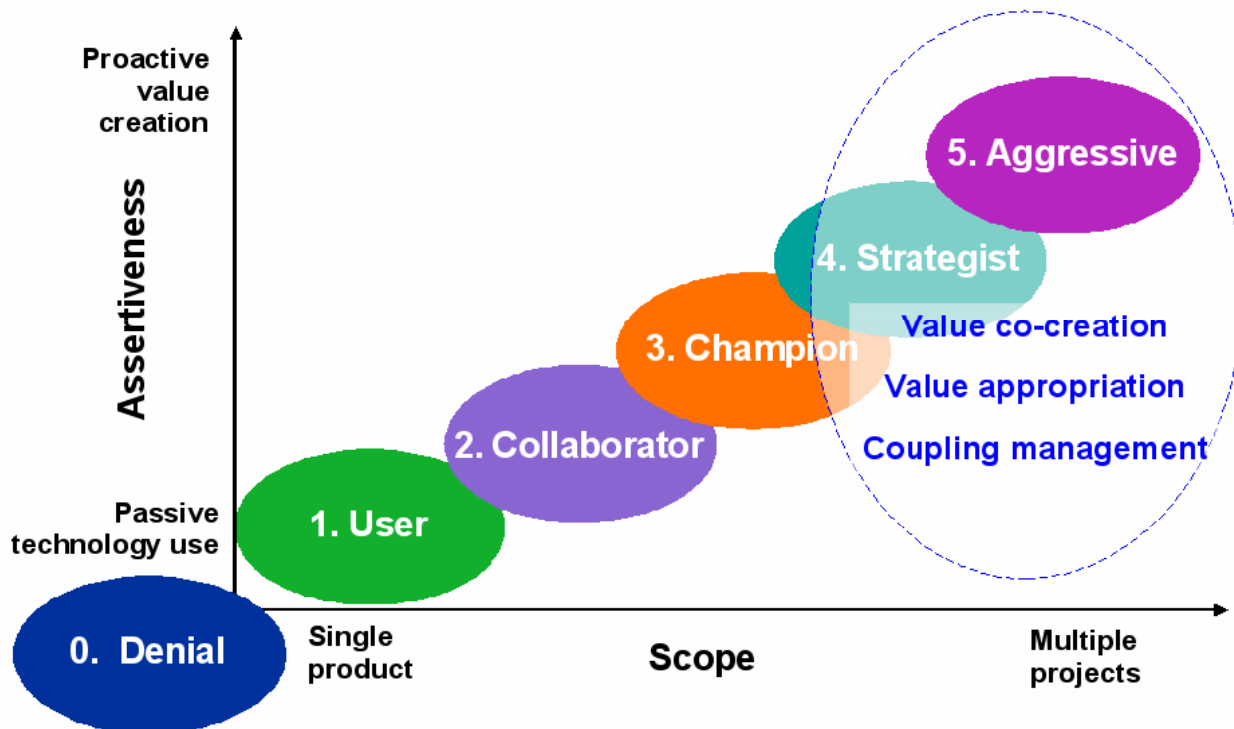 Proactive
value
creation
Assertiveness
5. Aggressive
4. Strategist
Value co-creation
3. Champion
Value appropriation
2. Collaborator
Coupling management
Passive
technology use
1. User
0. Denial
Single
product
Scope
Multiple
projects